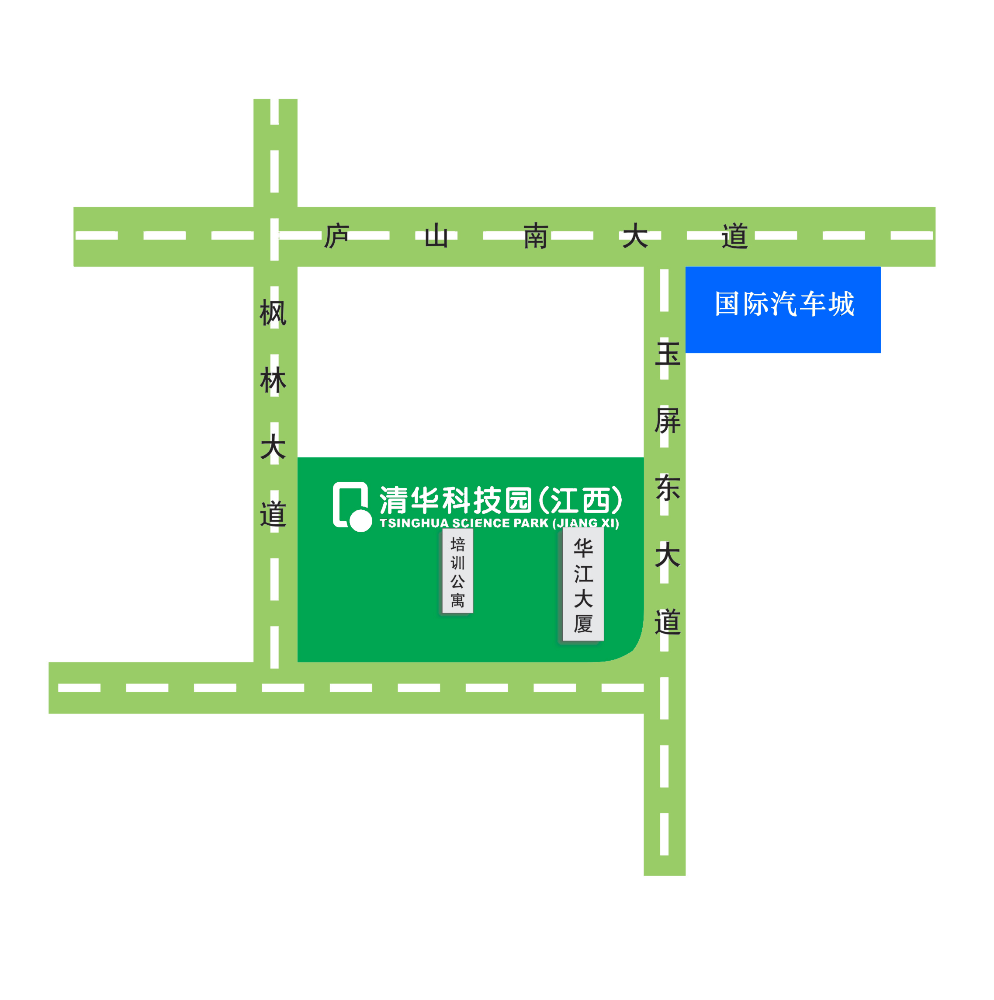 庐山南大道
国际汽车城
枫林大道
玉屏东大道
清华科技园(江西)
TSINGHUA SCIENCE PARK (JIANG XI)
培训公寓
华江大厦